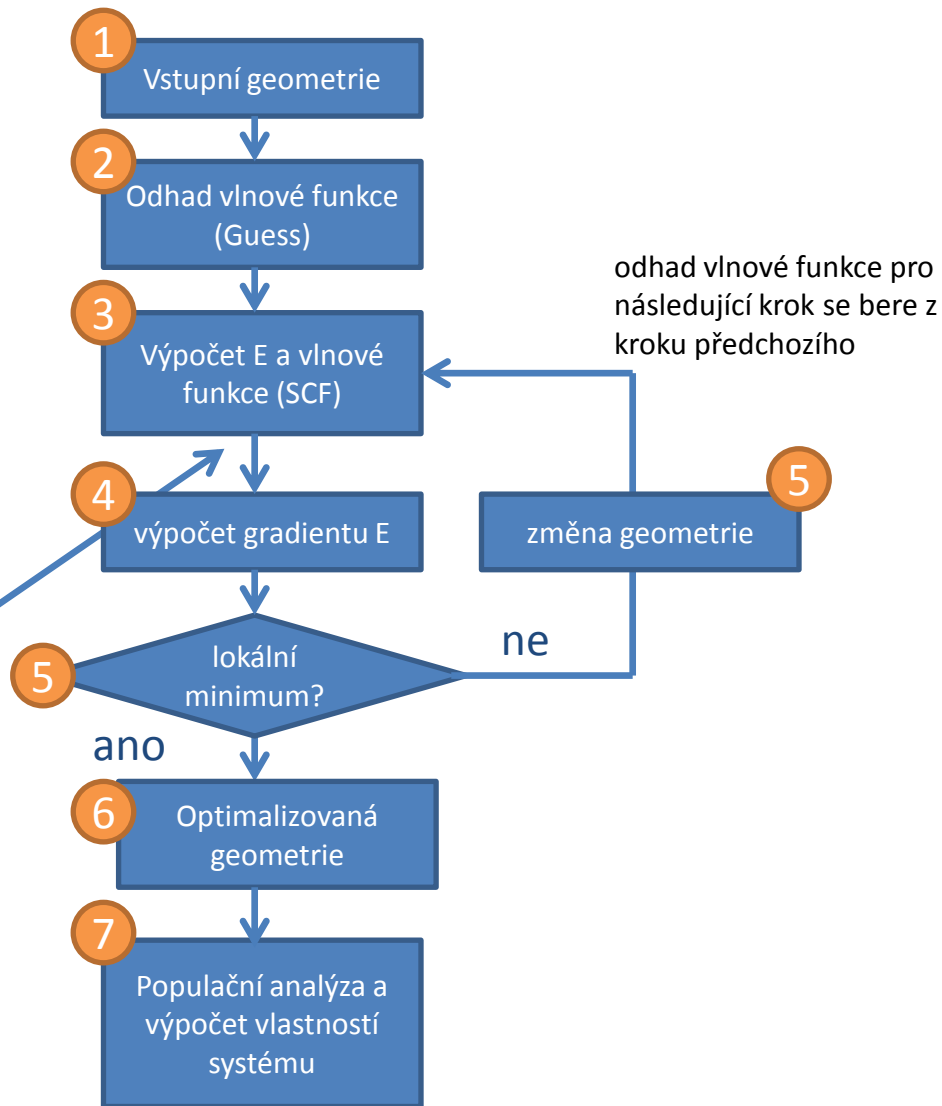 1
Vstupní geometrie
2
Odhad vlnové funkce
(Guess)
odhad vlnové funkce pro
následující krok se bere z
kroku předchozího
3
Výpočet E a vlnové
funkce (SCF)
4
výpočet gradientu E
5
změna geometrie
5
lokální
minimum?
ne
ano
6
Optimalizovaná
geometrie
7
Populační analýza a
výpočet vlastností
systému